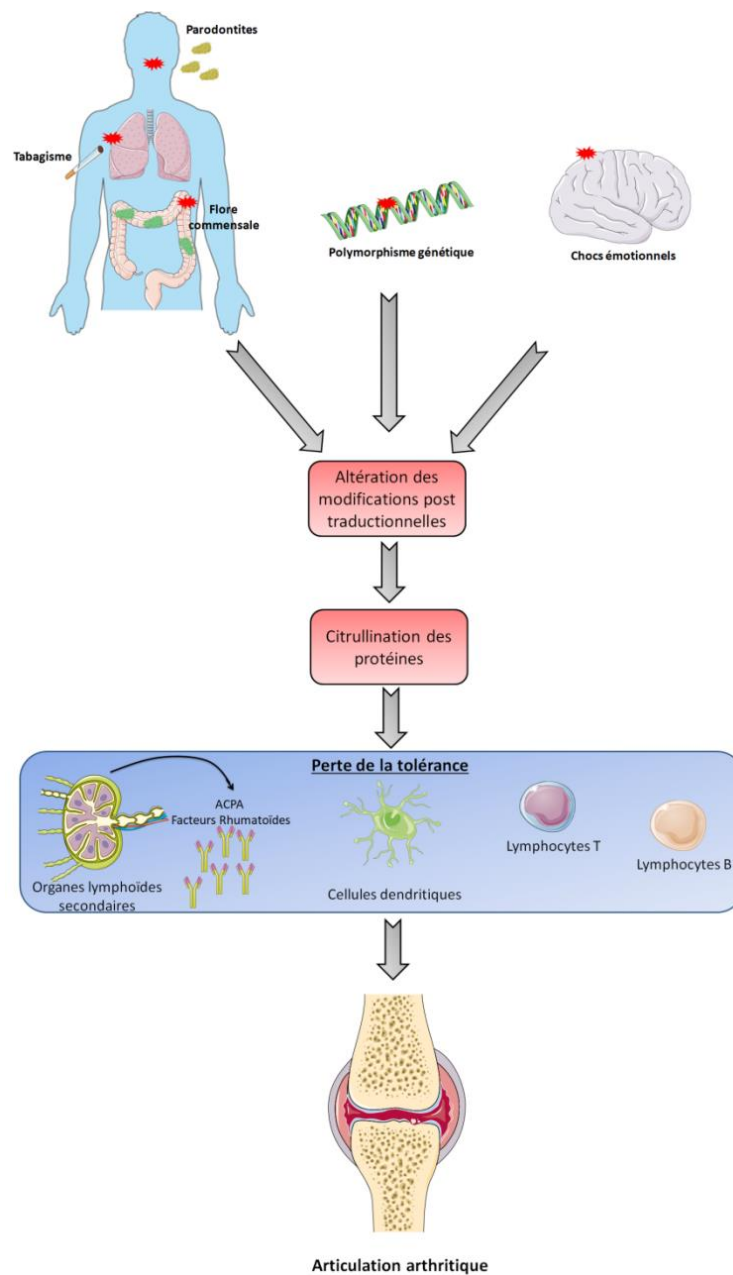 Parodontites
Tabagisme
Flore
commensale
Polymorphisme génétique
Chocs émotionnels
Altération des
modifications post
traductionnelles
Citrullination des
protéines
Perte de la tolérance
ACPA
Facteurs Rhumatoïdes
Organes lymphoïdes
secondaires
Cellules dendritiques
Lymphocytes T
Lymphocytes B
Articulation arthritique